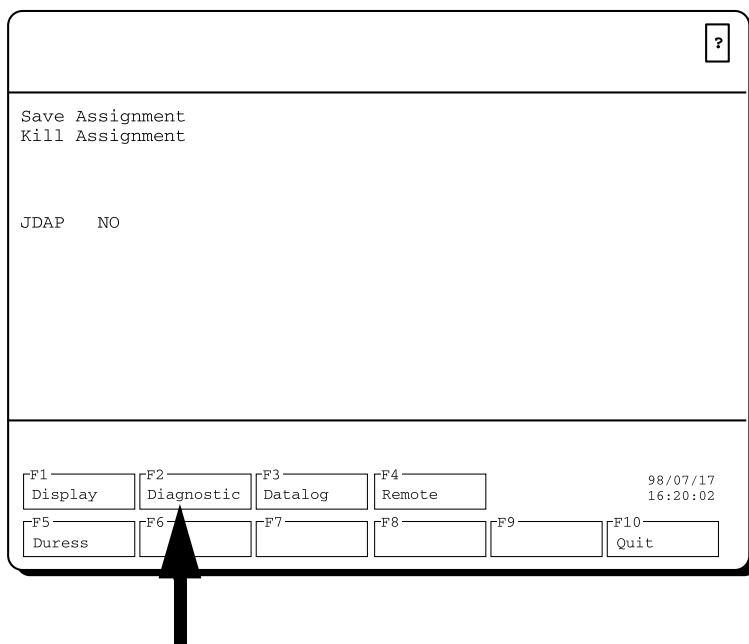 ?
Save Assignment
Kill Assignment
JDAP NO
F1 F2 F3 F4
Display Diagnostic Datalog Remote
98/07/17
16:20:02
F5 F6 F7 F8 F9 F10
Duress Quit